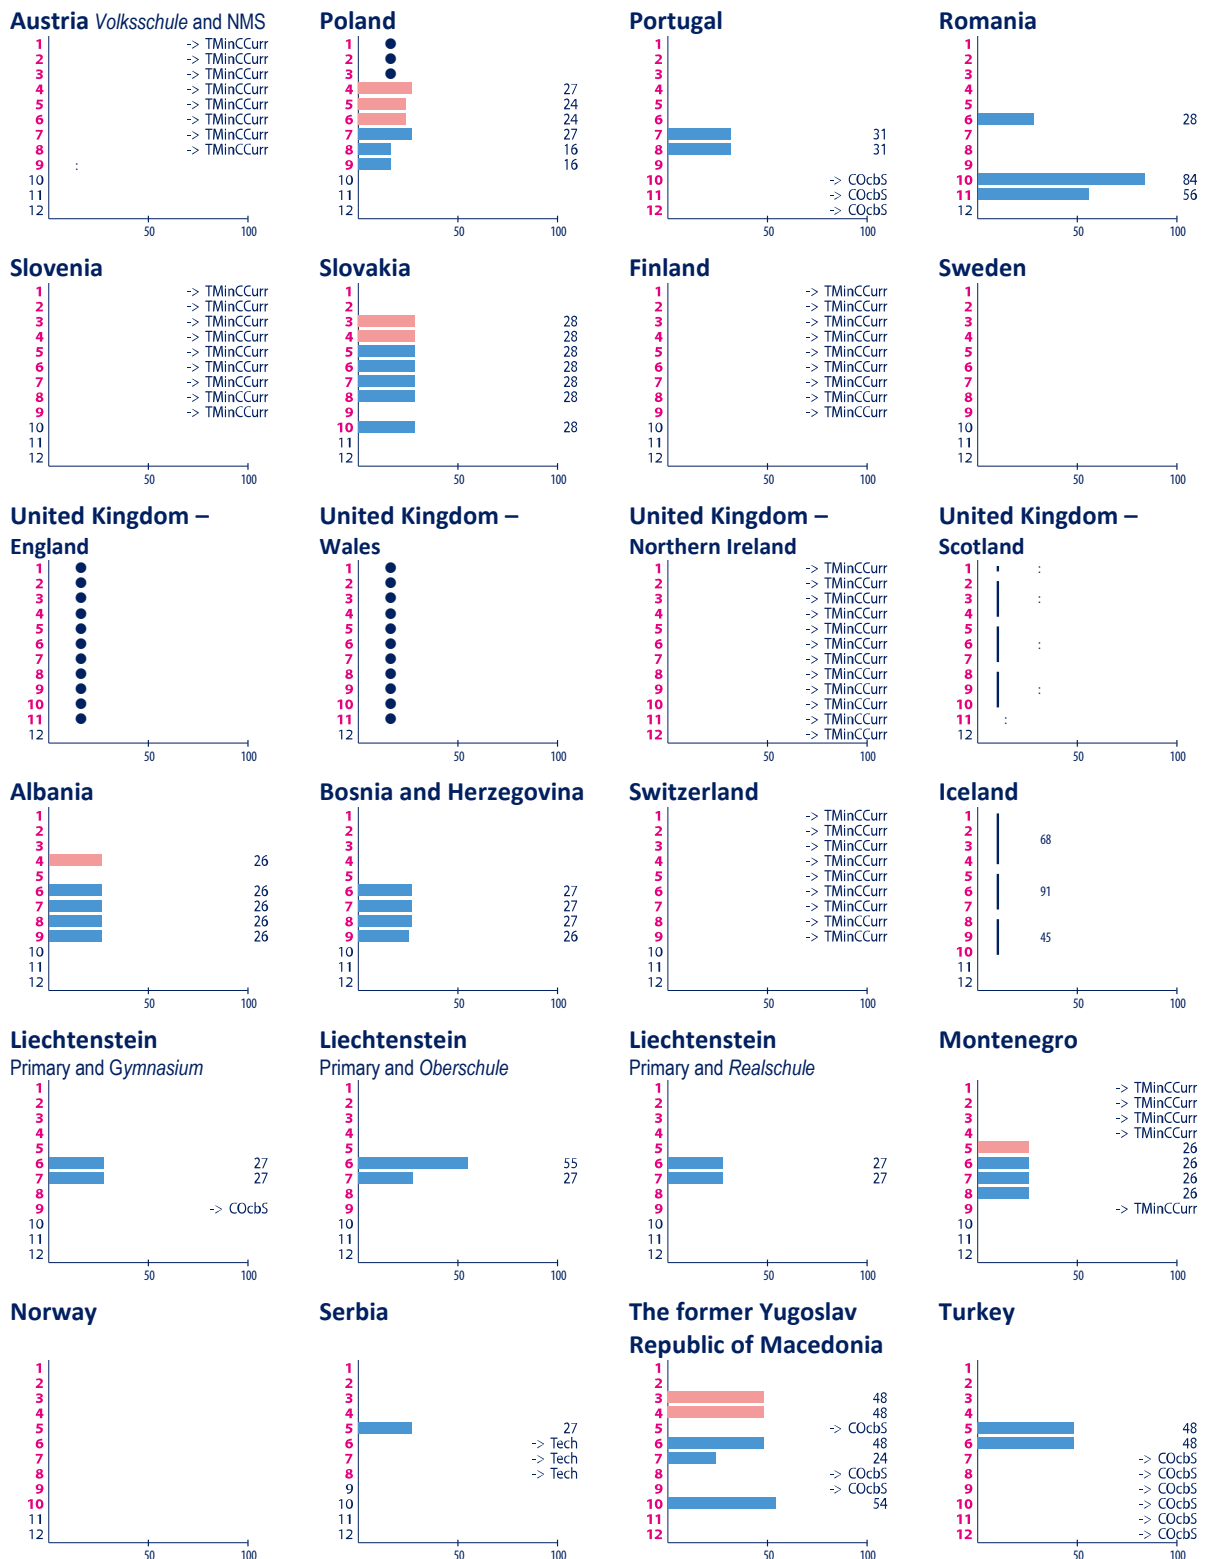 Austria Volksschule and NMS
1 -> TMinCCurr
2 -> TMinCCurr
3 -> TMinCCurr
4 -> TMinCCurr
5 -> TMinCCurr
6 -> TMinCCurr
7 -> TMinCCurr
8 -> TMinCCurr
9 :
10
11
12
50 100
Poland
1 ●
2 ●
3 ●
4 27
5 24
6 24
7 27
8 16
9 16
10
11
12
50 100
Portugal
1
2
3
4
5
6
7 31
8 31
9
10 -> COcbS
11 -> COcbS
12 -> COcbS
50 100
Romania
1
2
3
4
5
6 28
7
8
9
10 84
11 56
12
50 100
Slovenia
1 -> TMinCCurr
2 -> TMinCCurr
3 -> TMinCCurr
4 -> TMinCCurr
5 -> TMinCCurr
6 -> TMinCCurr
7 -> TMinCCurr
8 -> TMinCCurr
9 -> TMinCCurr
10
11
12
50 100
Slovakia
1
2
3 28
4 28
5 28
6 28
7 28
8 28
9
10 28
11
12
50 100
Finland
1 -> TMinCCurr
2 -> TMinCCurr
3 -> TMinCCurr
4 -> TMinCCurr
5 -> TMinCCurr
6 -> TMinCCurr
7 -> TMinCCurr
8 -> TMinCCurr
9 -> TMinCCurr
10
11
12
50 100
Sweden
1
2
3
4
5
6
7
8
9
10
11
12
50 100
United Kingdom –
England
1 ●
2 ●
3 ●
4 ●
5 ●
6 ●
7 ●
8 ●
9 ●
10 ●
11 ●
12
50 100
United Kingdom –
Wales
1 ●
2 ●
3 ●
4 ●
5 ●
6 ●
7 ●
8 ●
9 ●
10 ●
11 ●
12
50 100
United Kingdom –
Northern Ireland
1 -> TMinCCurr
2 -> TMinCCurr
3 -> TMinCCurr
4 -> TMinCCurr
5 -> TMinCCurr
6 -> TMinCCurr
7 -> TMinCCurr
8 -> TMinCCurr
9 -> TMinCCurr
10 -> TMinCCurr
11 -> TMinCCurr
12 -> TMinCCurr
50 100
United Kingdom –
Scotland
1 :
2
3 :
4
5
6 :
7
8
9 :
10
11 :
12
50 100
Albania
1
2
3
4 26
5
6 26
7 26
8 26
9 26
10
11
12
50 100
Bosnia and Herzegovina
1
2
3
4
5
6 27
7 27
8 27
9 26
10
11
12
50 100
Switzerland
1 -> TMinCCurr
2 -> TMinCCurr
3 -> TMinCCurr
4 -> TMinCCurr
5 -> TMinCCurr
6 -> TMinCCurr
7 -> TMinCCurr
8 -> TMinCCurr
9 -> TMinCCurr
10
11
12
50 100
Iceland
1
2
68
3
4
5
6 91
7
8
9 45
10
11
12
50 100
Liechtenstein
Primary and Gymnasium
1
2
3
4
5
6 27
7 27
8
9 -> COcbS
10
11
12
50 100
Liechtenstein
Primary and Oberschule
1
2
3
4
5
6 55
7 27
8
9
10
11
12
50 100
Liechtenstein
Primary and Realschule
1
2
3
4
5
6 27
7 27
8
9
10
11
12
50 100
Montenegro
1 -> TMinCCurr
2 -> TMinCCurr
3 -> TMinCCurr
4 -> TMinCCurr
5 26
6 26
7 26
8 26
9 -> TMinCCurr
10
11
12
50 100
Norway
1
2
3
4
5
6
7
8
9
10
11
12
50 100
Serbia
1
2
3
4
5 27
6 -> Tech
7 -> Tech
8 -> Tech
9
10
11
12
50 100
The former Yugoslav
Republic of Macedonia
1
2
3 48
4 48
5 -> COcbS
6 48
7 24
8 -> COcbS
9 -> COcbS
10 54
11
12
50 100
Turkey
1
2
3
4
5 48
6 48
7 -> COcbS
8 -> COcbS
9 -> COcbS
10 -> COcbS
11 -> COcbS
12 -> COcbS
50 100